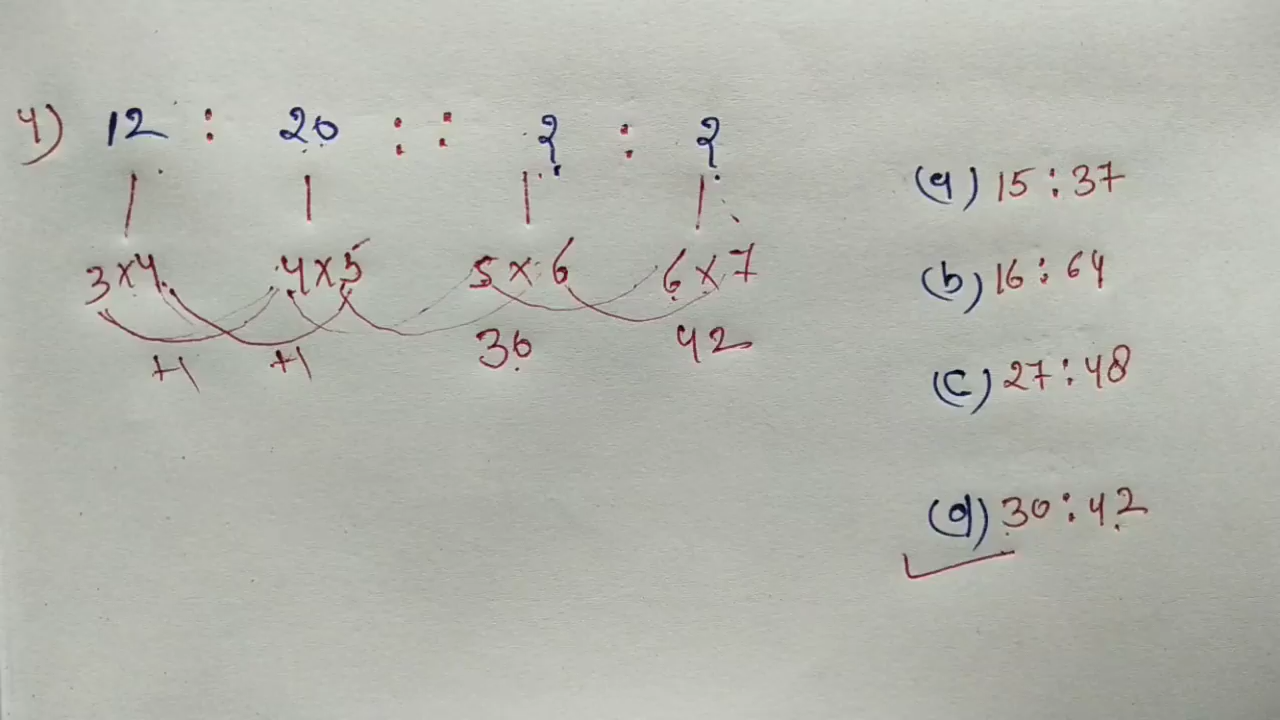 4) 12 : 20 :: ? : ?
3×4 4×5 5×6 6×7
+1 +1 30 42
(a) 15:37
(b) 16:64
(c) 27:48
(d) 30:42